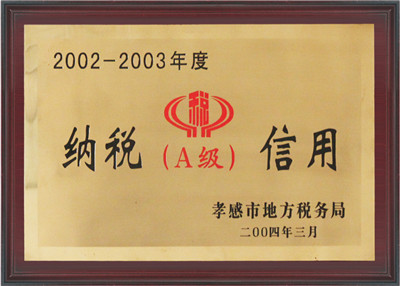 2002-2003年度
税
纳税(A级)信用
孝感市地方税务局
二00四年三月